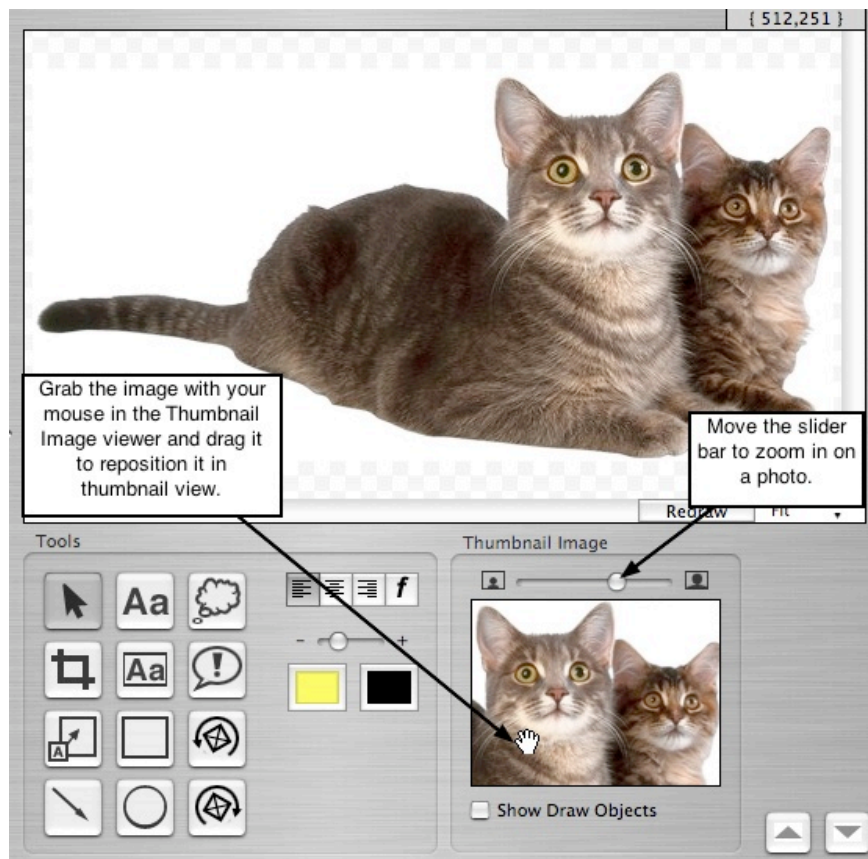 { 512,251 }
Grab the image with your
mouse in the Thumbnail
Image viewer and drag it
to reposition it in
thumbnail view.
Move the slider
bar to zoom in on
a photo.
Redraw
Fit
Tools
Thumbnail Image
f
- +
Aa
Aa
!
A
Show Draw Objects